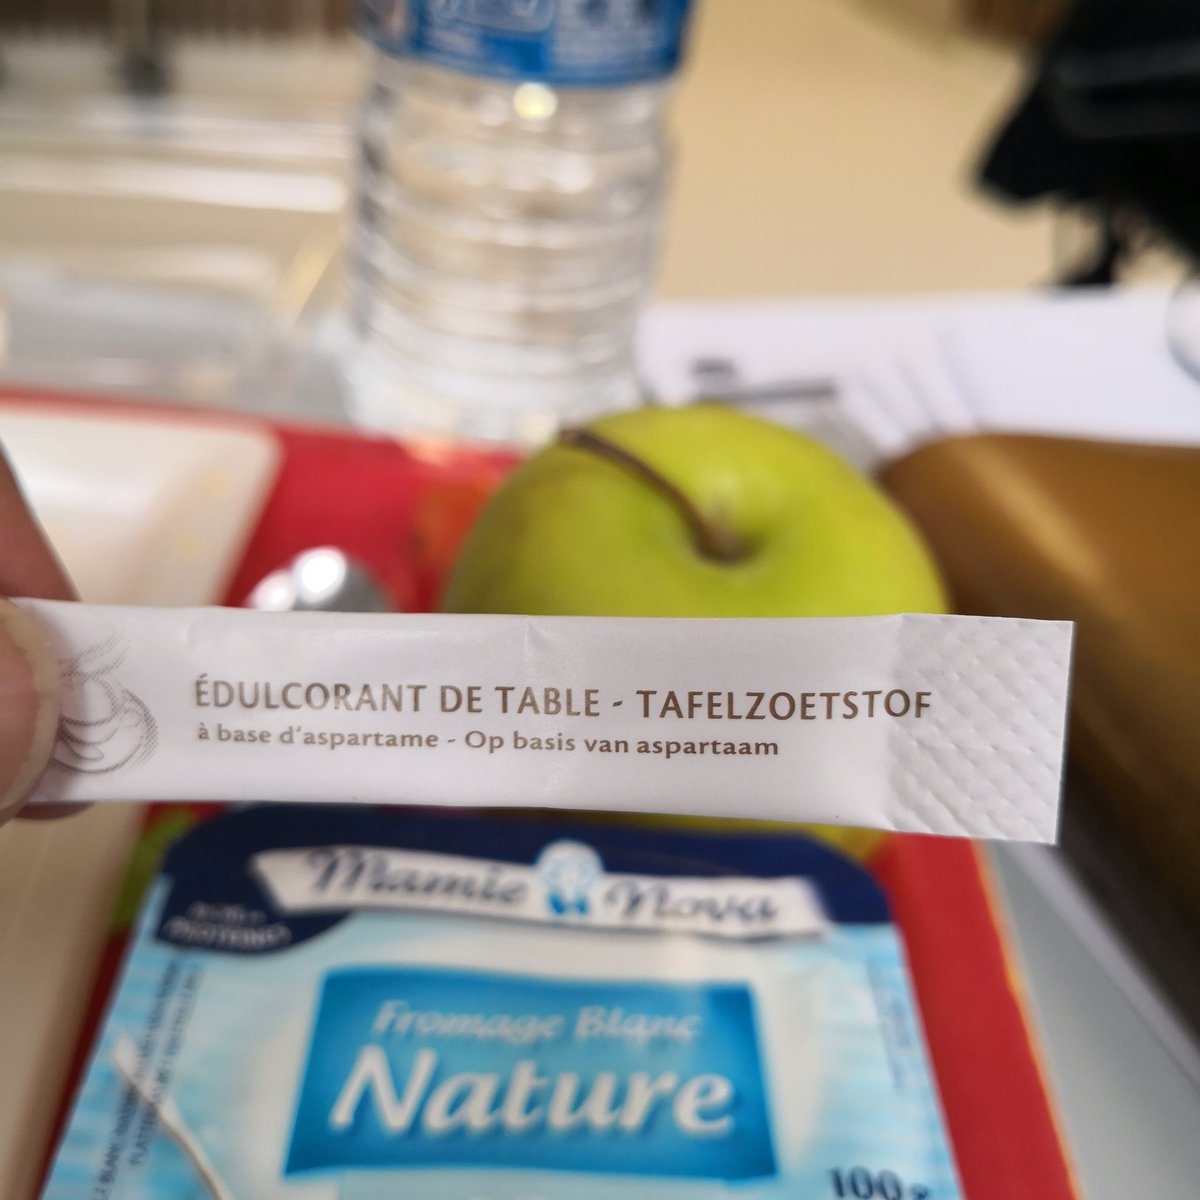 ÉDULCORANT DE TABLE - TAFELZOETSTOF
à base d'aspartame - Op basis van aspartaam
Mamie Nova
Fromage Blanc
Nature
100g